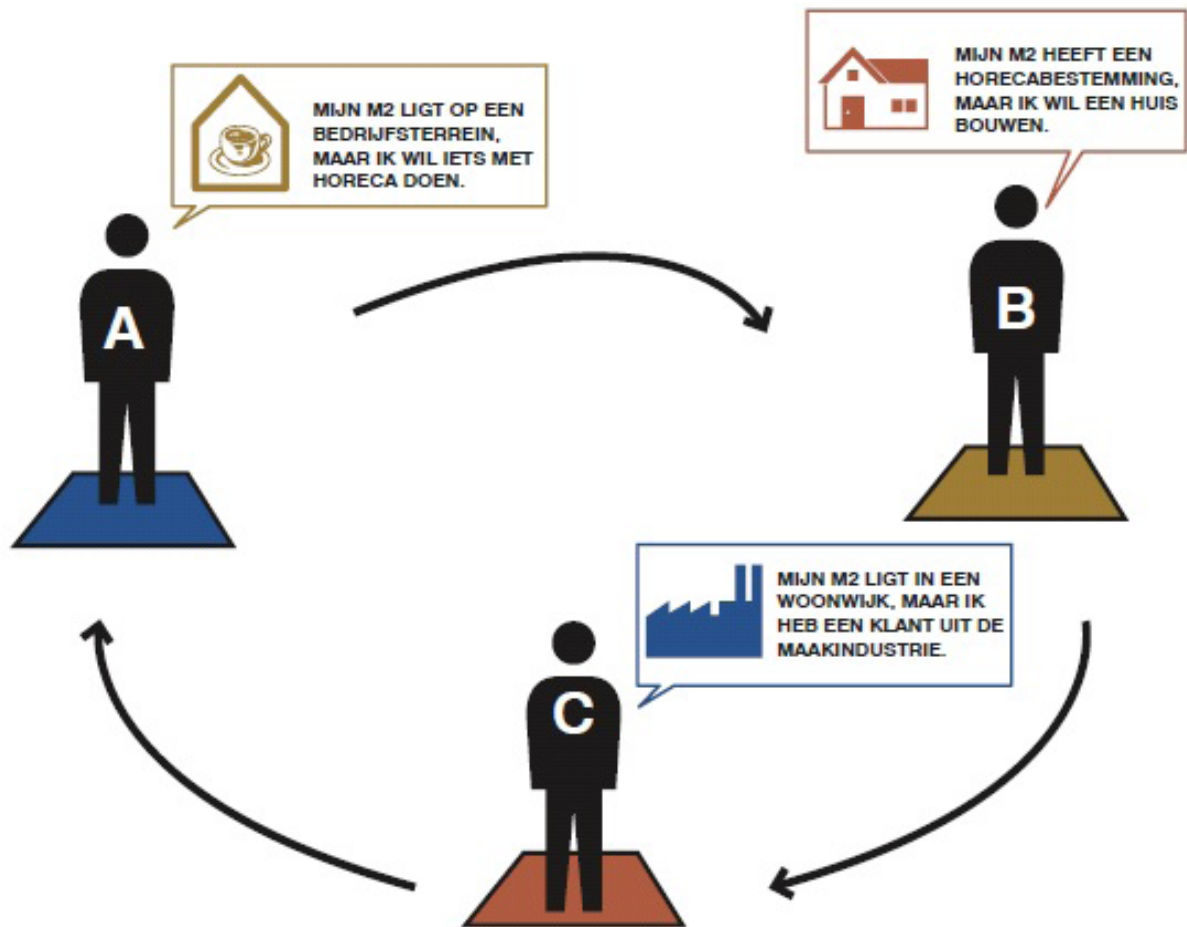 MIJN M2 LIGT OP EEN
BEDRIJFSTERREIN,
MAAR IK WIL IETS MET
HORECA DOEN.
MIJN M2 HEEFT EEN
HORECABESTEMMING,
MAAR IK WIL EEN HUIS
BOUWEN.
A
B
MIJN M2 LIGT IN EEN
WOONWIJK, MAAR IK
HEB EEN KLANT UIT DE
MAAKINDUSTRIE.
C